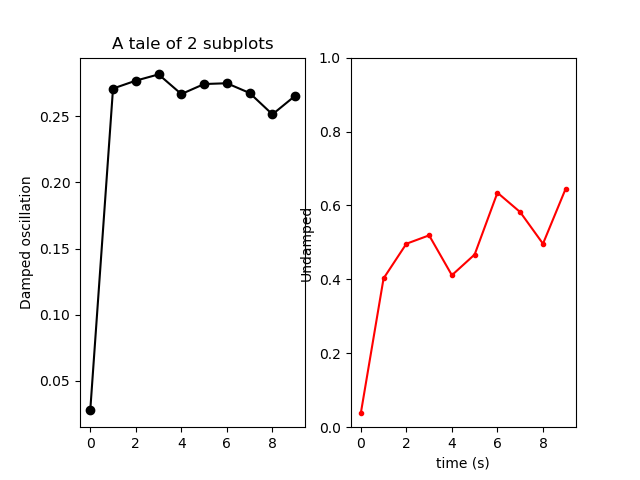 A tale of 2 subplots
Damped oscillation
0.25
0.20
0.15
0.10
0.05
0 2 4 6 8
Undamped
1.0
0.8
0.6
0.4
0.2
0.0
0 2 4 6 8
time (s)